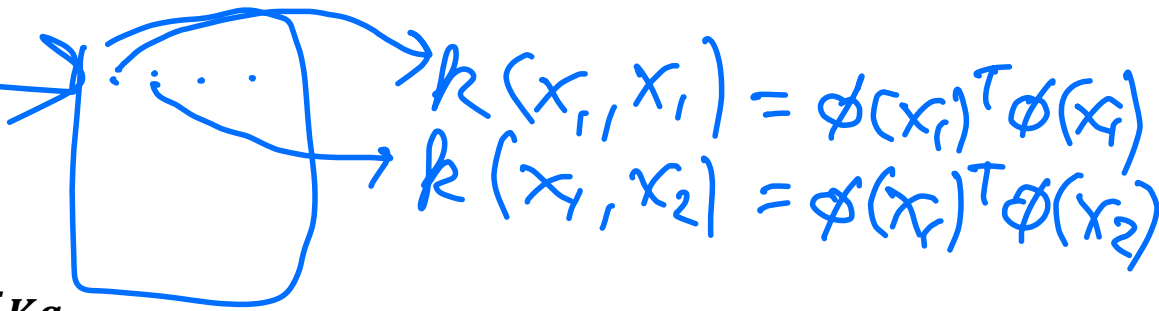 k(x₁, x₁) = φ(x₁)ᵀφ(x₁)
k(x₁, x₂) = φ(x₁)ᵀφ(x₂)